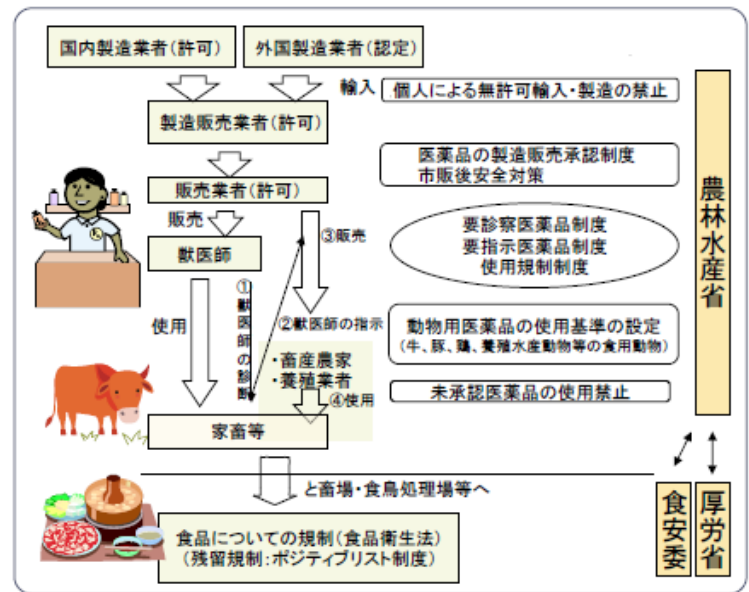 国内製造業者(許可)
外国製造業者(認定)
輸入
個人による無許可輸入・製造の禁止
製造販売業者(許可)
医薬品の製造販売承認制度
市販後安全対策
販売業者(許可)
販売
③販売
獣医師
要診察医薬品制度
要指示医薬品制度
使用規制制度
農林水産省
使用
①獣医師の診断
②獣医師の指示
動物用医薬品の使用基準の設定
(牛、豚、鶏、養殖水産動物等の食用動物)
・畜産農家
・養殖業者
④使用
未承認医薬品の使用禁止
家畜等
と畜場・食鳥処理場等へ
食品についての規制(食品衛生法)
(残留規制:ポジティブリスト制度)
食安委
厚労省